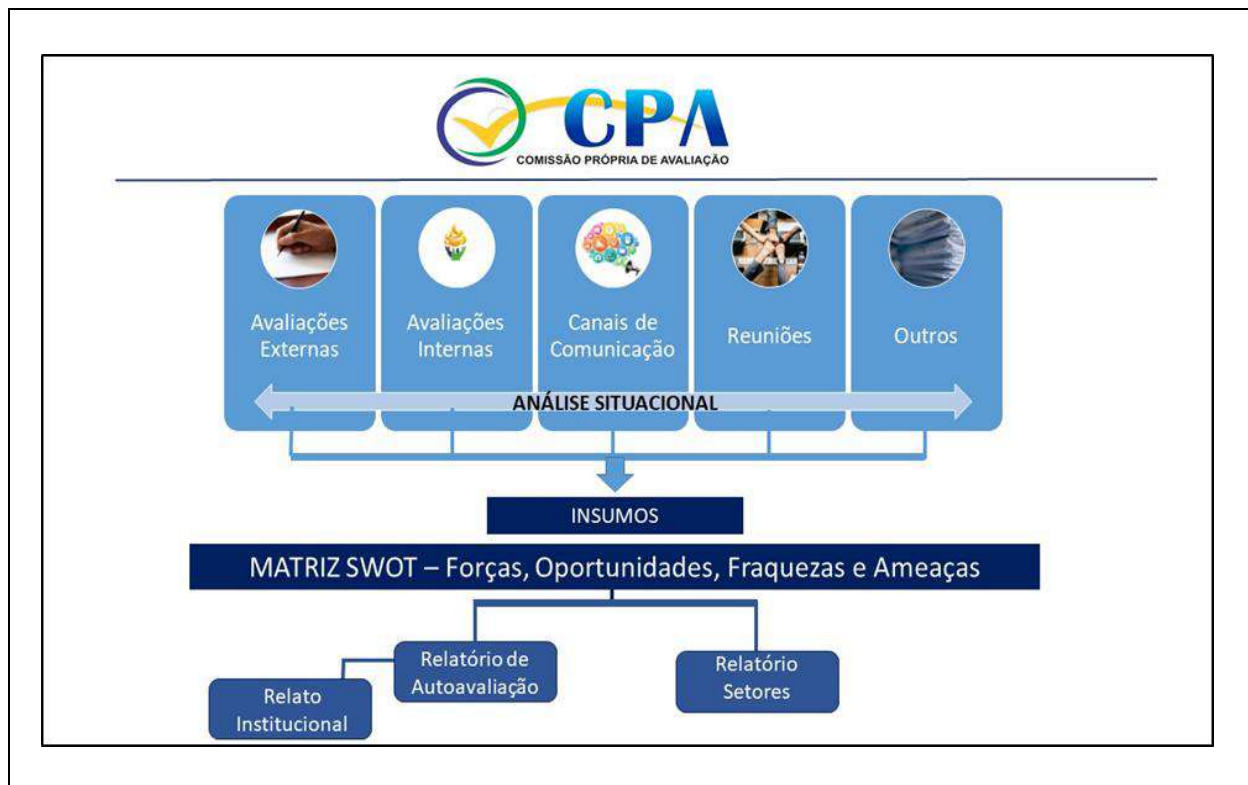 CPA
COMISSÃO PRÓPRIA DE AVALIAÇÃO
Avaliações
Externas
Avaliações
Internas
Canais de
Comunicação
Reuniões
Outros
ANÁLISE SITUACIONAL
INSUMOS
MATRIZ SWOT – Forças, Oportunidades, Fraquezas e Ameaças
Relatório de
Autoavaliação
Relato
Institucional
Relatório
Setores